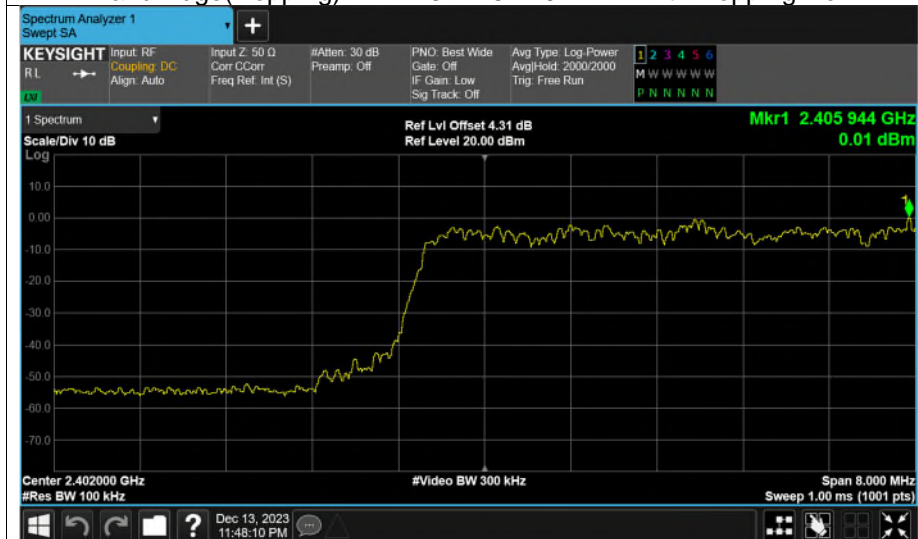 Spectrum Analyzer 1
Swept SA
+
KEYSIGHT
RL
LXI
Input: RF
Coupling: DC
Align: Auto
Input Z: 50 Ω
Corr CCorr
Freq Ref: Int (S)
#Atten: 30 dB
Preamp: Off
PNO: Best Wide
Gate: Off
IF Gain: Low
Sig Track: Off
Avg Type: Log-Power
Avg|Hold: 2000/2000
Trig: Free Run
1 2 3 4 5 6
M W W W W W
P N N N N N
1 Spectrum
Scale/Div 10 dB
Ref Lvl Offset 4.31 dB
Ref Level 20.00 dBm
Mkr1 2.405 944 GHz
0.01 dBm
Log
10.0
0.00
-10.0
-20.0
-30.0
-40.0
-50.0
-60.0
-70.0
1
Center 2.402000 GHz
#Res BW 100 kHz
#Video BW 300 kHz
Span 8.000 MHz
Sweep 1.00 ms (1001 pts)
?
Dec 13, 2023
11:48:10 PM